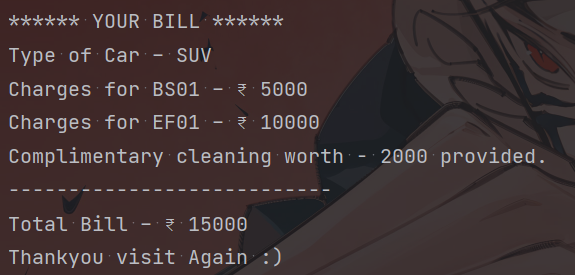 ****** YOUR BILL ******
Type of Car - SUV
Charges for BS01 - ₹ 5000
Charges for EF01 - ₹ 10000
Complimentary cleaning worth - 2000 provided.
---------------------------
Total Bill - ₹ 15000
Thankyou visit Again :)